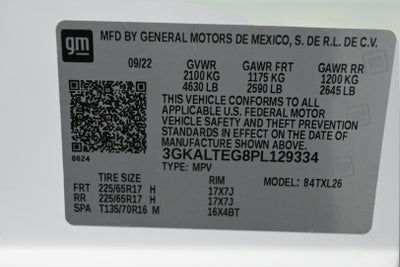 gm MFD BY GENERAL MOTORS DE MEXICO, S. DE R.L. DE C.V.
09/22 GVWR GAWR FRT GAWR RR
2100 KG 1175 KG 1200 KG
4630 LB 2590 LB 2645 LB
THIS VEHICLE CONFORMS TO ALL
APPLICABLE U.S. FEDERAL MOTOR
VEHICLE SAFETY AND THEFT
PREVENTION STANDARDS IN
EFFECT ON THE DATE OF
MANUFACTURE SHOWN ABOVE.
8624 3GKALTEG8PL129334
TYPE: MPV MODEL: 84TXL26
TIRE SIZE RIM
FRT 225/65R17 H 17X7J
RR 225/65R17 H 17X7J
SPA T135/70R16 M 16X4BT